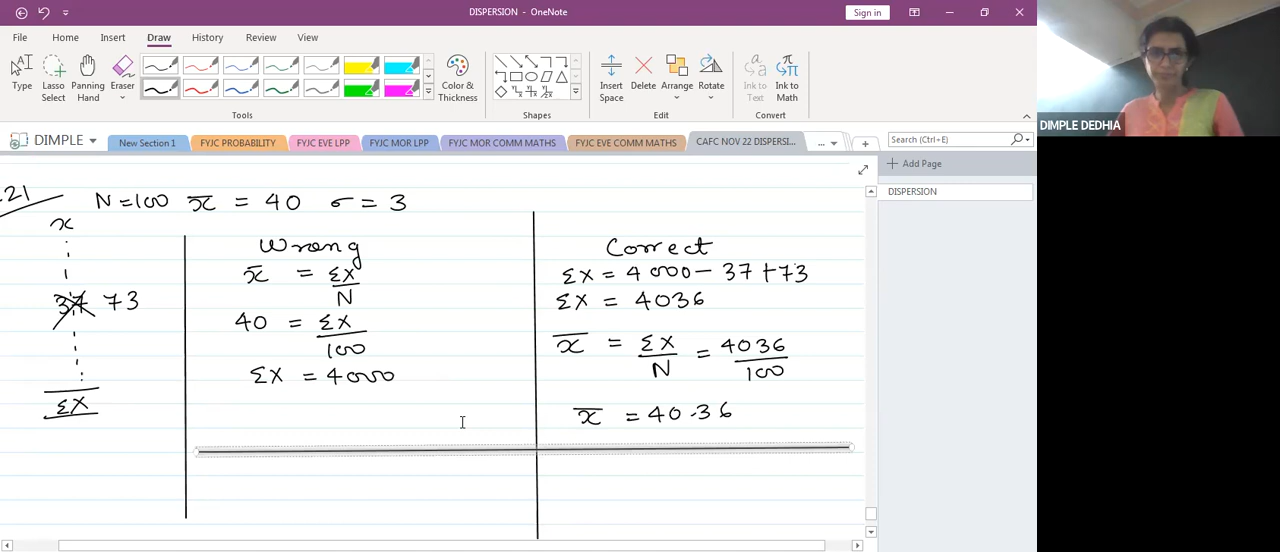 DISPERSION - OneNote
Sign in
File Home Insert Draw History Review View
Type Lasso Select Panning Hand Eraser
Color & Thickness
Insert Space Delete Arrange Rotate
Ink to Text Ink to Math
Tools Shapes Edit Convert
DIMPLE New Section 1 FYJC PROBABILITY FYJC EVE LPP FYJC MOR LPP FYJC MOR COMM MATHS FYJC EVE COMM MATHS CAFC NOV 22 DISPERSI... ... + Search (Ctrl+E)
Add Page
DISPERSION
DIMPLE DEDHIA
21 N=100 x̄ = 40 σ = 3
x
37 73
ΣX
Wrong
x̄ = ΣX/N
40 = ΣX/100
ΣX = 4000
Correct
ΣX = 4000 - 37 + 73
ΣX = 4036
x̄ = ΣX/N = 4036/100
x̄ = 40.36